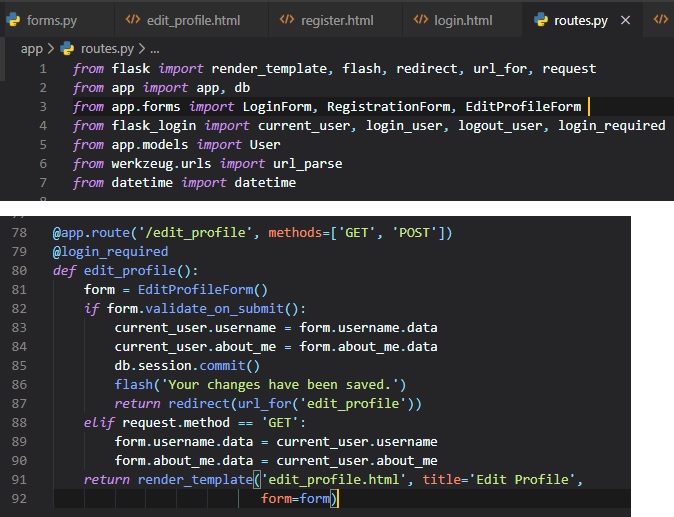 forms.py edit_profile.html register.html login.html routes.py
app > routes.py > ...
1 from flask import render_template, flash, redirect, url_for, request
2 from app import app, db
3 from app.forms import LoginForm, RegistrationForm, EditProfileForm
4 from flask_login import current_user, login_user, logout_user, login_required
5 from app.models import User
6 from werkzeug.urls import url_parse
7 from datetime import datetime
78 @app.route('/edit_profile', methods=['GET', 'POST'])
79 @login_required
80 def edit_profile():
81     form = EditProfileForm()
82     if form.validate_on_submit():
83         current_user.username = form.username.data
84         current_user.about_me = form.about_me.data
85         db.session.commit()
86         flash('Your changes have been saved.')
87         return redirect(url_for('edit_profile'))
88     elif request.method == 'GET':
89         form.username.data = current_user.username
90         form.about_me.data = current_user.about_me
91     return render_template('edit_profile.html', title='Edit Profile',
92                            form=form)